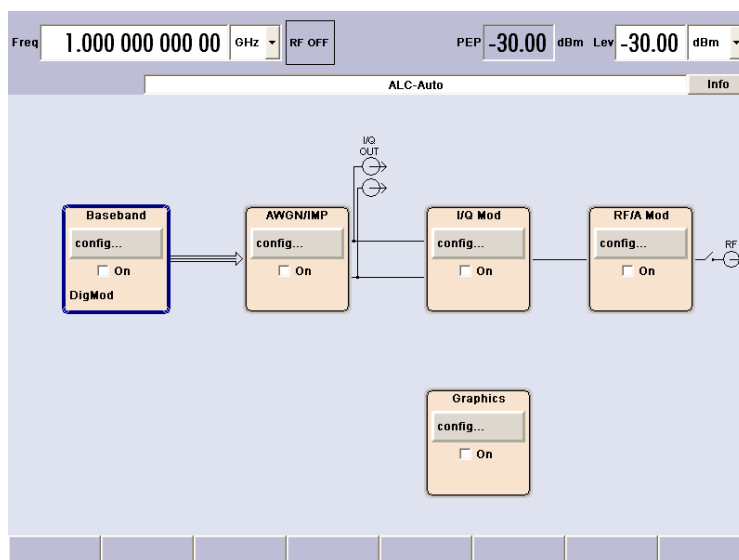 Freq 1.000 000 000 00 GHz RF OFF PEP -30.00 dBm Lev -30.00 dBm
ALC-Auto Info
I/Q
OUT
Baseband AWGN/IMP I/Q Mod RF/A Mod
config... config... config... config...
RF
On On On On
DigMod
Graphics
config...
On